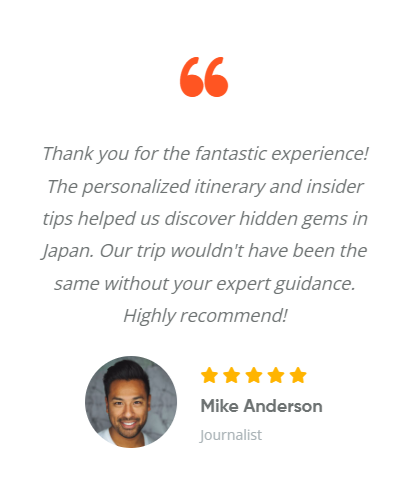 “
Thank you for the fantastic experience!
The personalized itinerary and insider
tips helped us discover hidden gems in
Japan. Our trip wouldn't have been the
same without your expert guidance.
Highly recommend!
Mike Anderson
Journalist